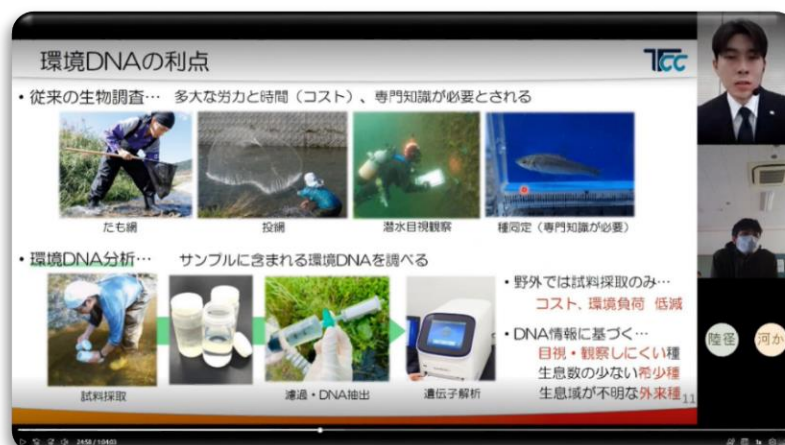 環境DNAの利点
TCC
・従来の生物調査… 多大な労力と時間（コスト）、専門知識が必要とされる
たも網
投網
潜水目視観察
種同定（専門知識が必要）
・環境DNA分析… サンプルに含まれる環境DNAを調べる
試料採取
濾過・DNA抽出
遺伝子解析
・野外では試料採取のみ…
コスト、環境負荷 低減
・DNA情報に基づく…
目視・観察しにくい種
生息数の少ない希少種
生息域が不明な外来種
11
陸径
河か
24:58 / 1:04:03
1x